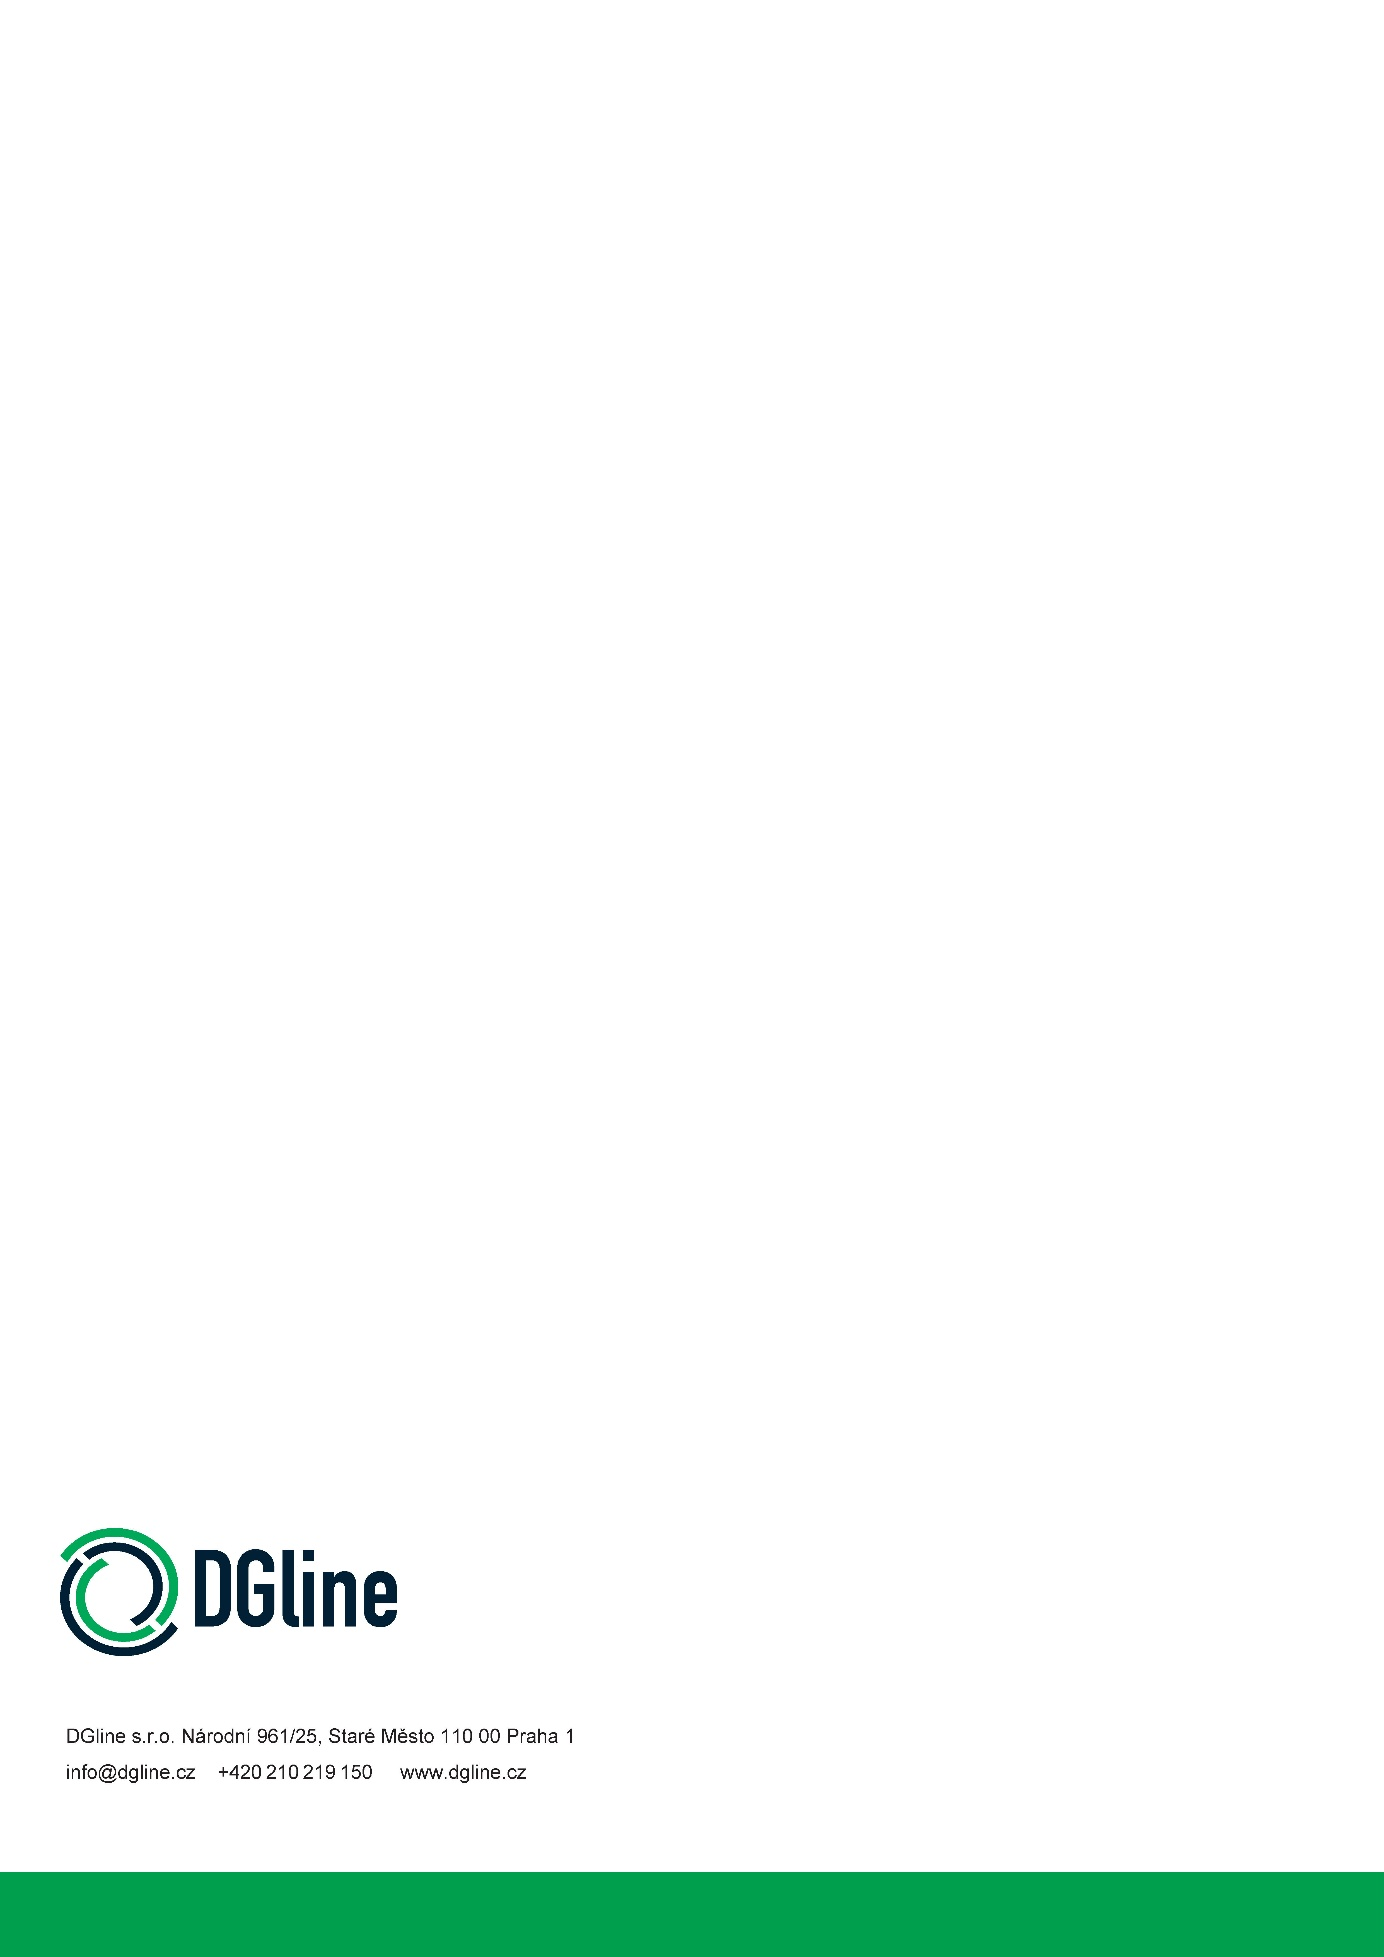 DGline
DGline s.r.o. Národní 961/25, Staré Město 110 00 Praha 1
info@dgline.cz +420 210 219 150 www.dgline.cz